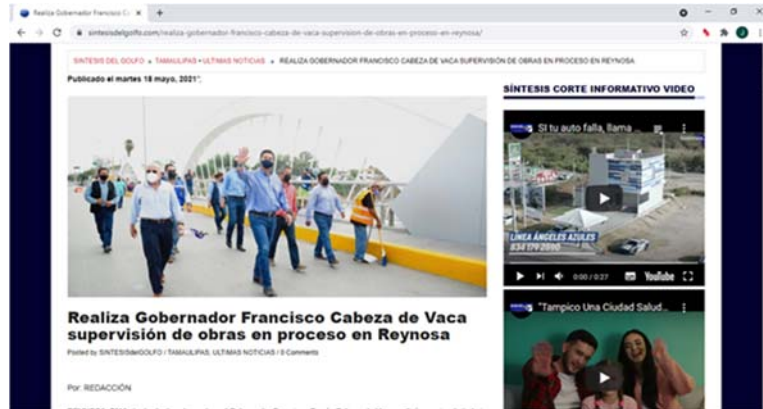 Realiza Gobernador Francisco C
sintesisdelgolfo.com/realiza-gobernador-francisco-cabeza-de-vaca-supervision-de-obras-en-proceso-en-reynosa/
SINTESIS DEL GOLFO TAMAULIPAS • ULTIMAS NOTICIAS REALIZA GOBERNADOR FRANCISCO CABEZA DE VACA SUPERVISIÓN DE OBRAS EN PROCESO EN REYNOSA
Publicado el martes 18 mayo, 2021".
Realiza Gobernador Francisco Cabeza de Vaca
supervisión de obras en proceso en Reynosa
Posted by SINTESISdelGOLFO / TAMAULIPAS, ULTIMAS NOTICIAS / 0 Comments
Por: REDACCIÓN
SÍNTESIS CORTE INFORMATIVO VIDEO
SI tu auto falla, llama ...
LINEA ÁNGELES AZULES
834 179 2590
0:00 / 0:27
YouTube
"Tampico Una Ciudad Salud...